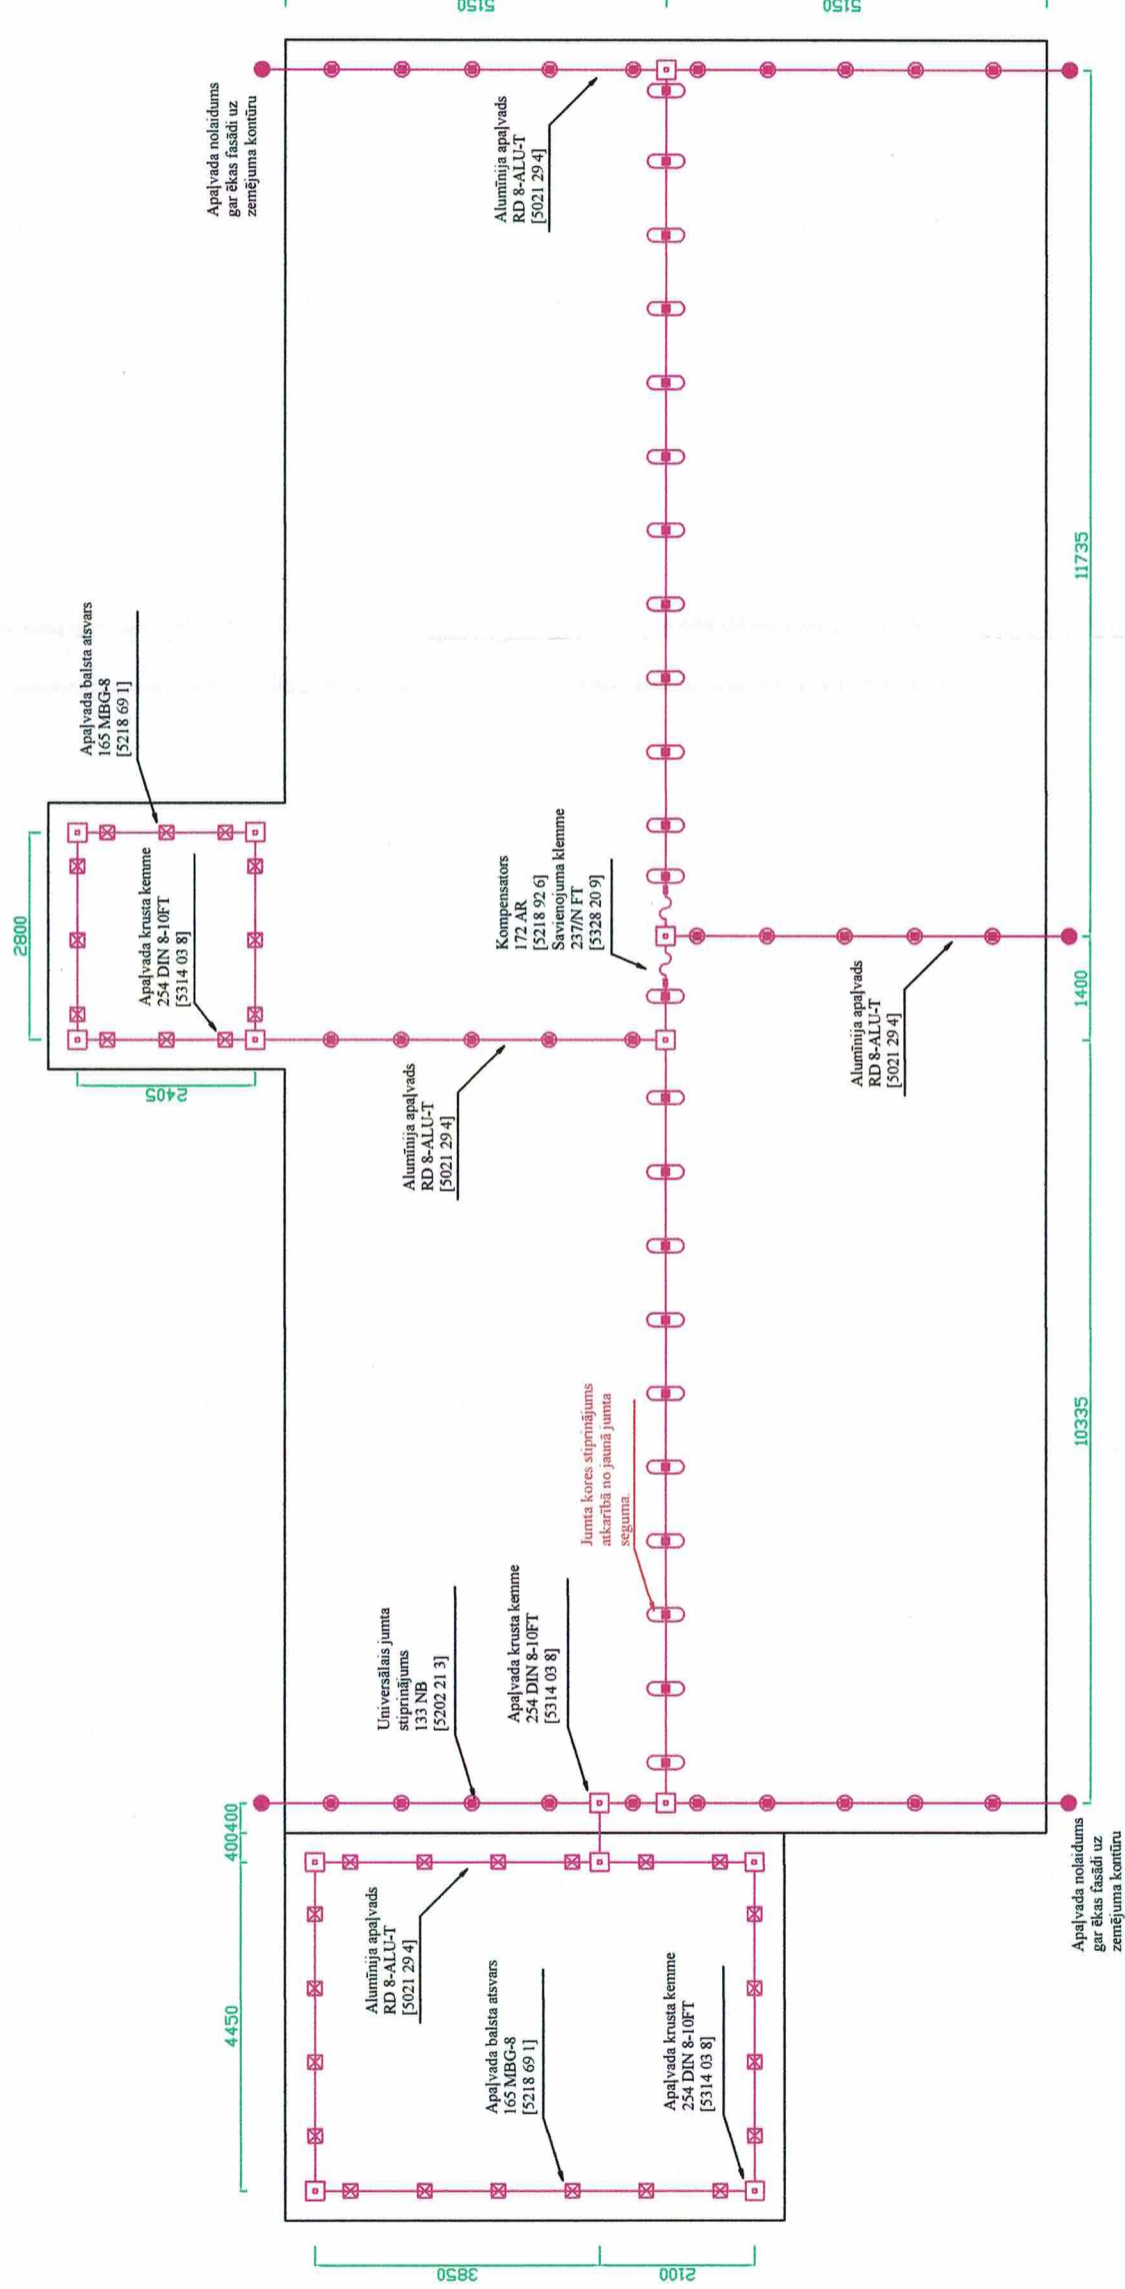 5150
5150
Apaļvada nolaidums
gar ēkas fasādi uz
zemējuma kontūru
Alumīnija apaļvads
RD 8-ALU-T
[5021 29 4]
11735
Apaļvada balsta atsvars
165 MBG-8
[5218 69 1]
2800
Apaļvada krusta kemme
254 DIN 8-10FT
[5314 03 8]
2405
Kompensators
172 AR
[5218 92 6]
Savienojuma klemme
237/N FT
[5328 20 9]
1400
Alumīnija apaļvads
RD 8-ALU-T
[5021 29 4]
Alumīnija apaļvads
RD 8-ALU-T
[5021 29 4]
10335
Jumta kores stiprinājums
atkarībā no jaunā jumta
seguma.
Universālais jumta
stiprinājums
133 NB
[5202 21 3]
Apaļvada krusta kemme
254 DIN 8-10FT
[5314 03 8]
400400
4450
Alumīnija apaļvads
RD 8-ALU-T
[5021 29 4]
Apaļvada balsta atsvars
165 MBG-8
[5218 69 1]
Apaļvada krusta kemme
254 DIN 8-10FT
[5314 03 8]
Apaļvada nolaidums
gar ēkas fasādi uz
zemējuma kontūru
3850
2100